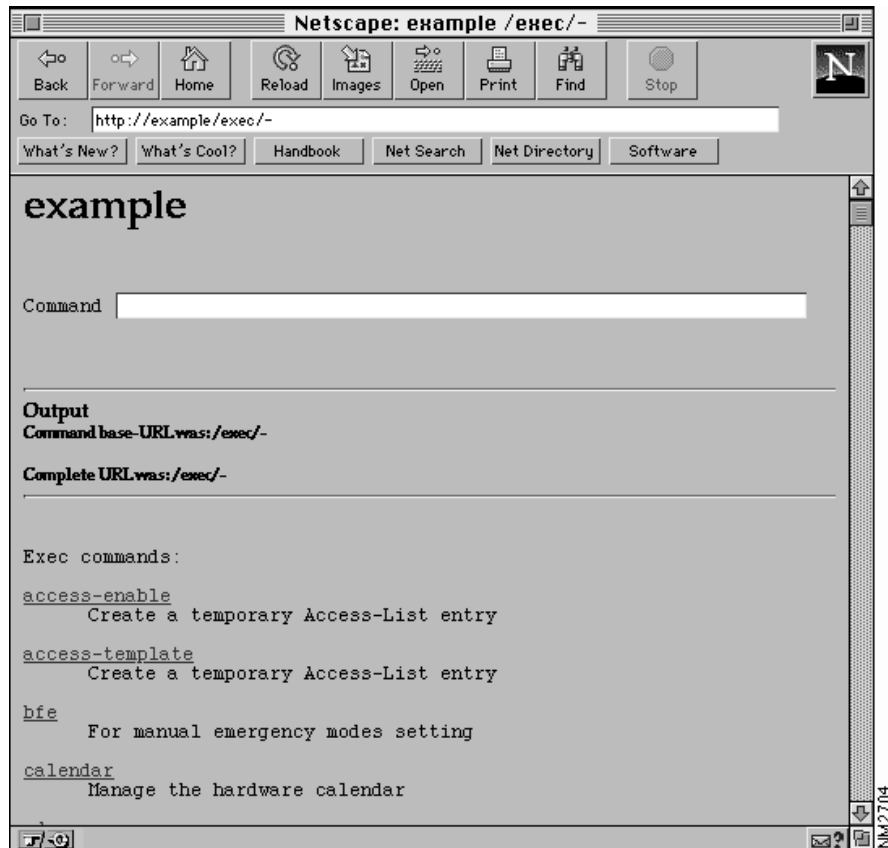 Netscape: example /exec/-
Back Forward Home Reload Images Open Print Find Stop
N
Go To: http://example/exec/-
What's New? What's Cool? Handbook Net Search Net Directory Software
example
Command
Output
Command base-URL was: /exec/-
Complete URL was: /exec/-
Exec commands:
access-enable
Create a temporary Access-List entry
access-template
Create a temporary Access-List entry
bfe
For manual emergency modes setting
calendar
Manage the hardware calendar
?
NM2704